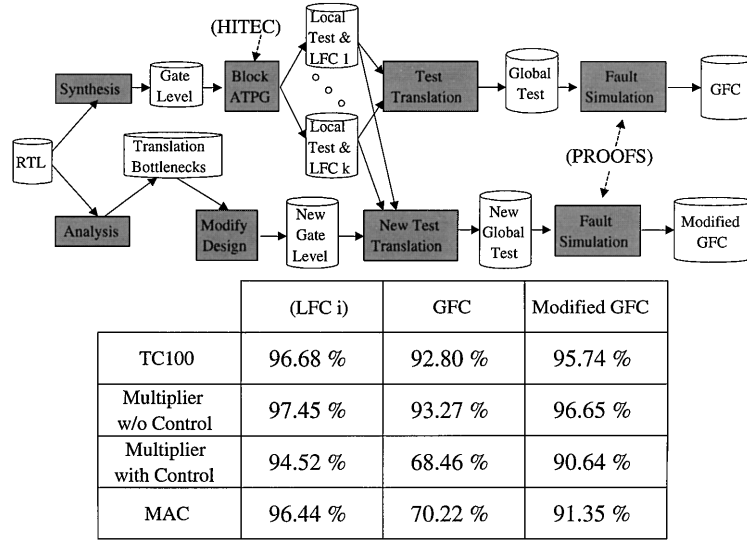 (HITEC)
Local
Test &
LFC 1
Synthesis
Gate
Level
Block
ATPG
Test
Translation
Global
Test
Fault
Simulation
GFC
Local
Test &
LFC k
RTL
Translation
Bottlenecks
(PROOFS)
Analysis
Modify
Design
New
Gate
Level
New Test
Translation
New
Global
Test
Fault
Simulation
Modified
GFC
(LFC i) GFC Modified GFC
TC100 96.68 % 92.80 % 95.74 %
Multiplier
w/o Control 97.45 % 93.27 % 96.65 %
Multiplier
with Control 94.52 % 68.46 % 90.64 %
MAC 96.44 % 70.22 % 91.35 %